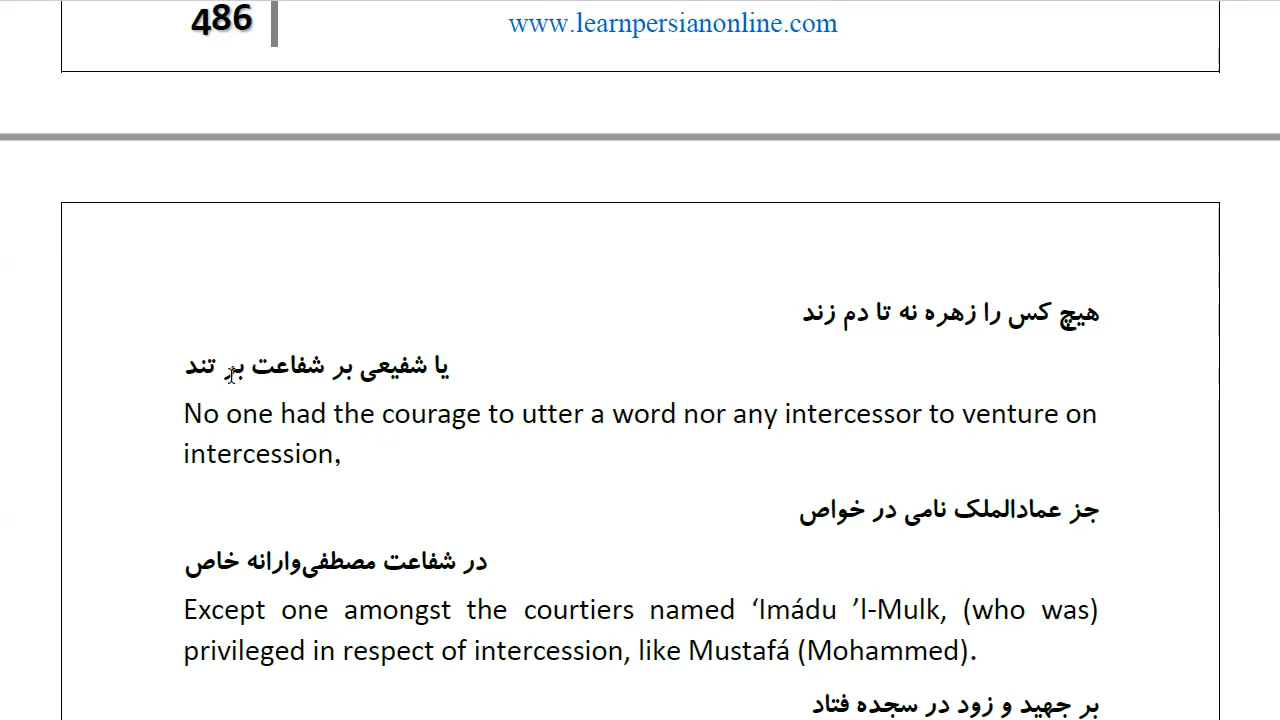 486
www.learnpersianonline.com
هیچ کس را زهره نه تا دم زند
یا شفیعی بر شفاعت بر تند
No one had the courage to utter a word nor any intercessor to venture on
intercession,
جز عمادالملک نامی در خواص
در شفاعت مصطفی‌وارانه خاص
Except one amongst the courtiers named ‘Imádu ’l-Mulk, (who was)
privileged in respect of intercession, like Mustafá (Mohammed).
بر جهید و زود در سجده فتاد